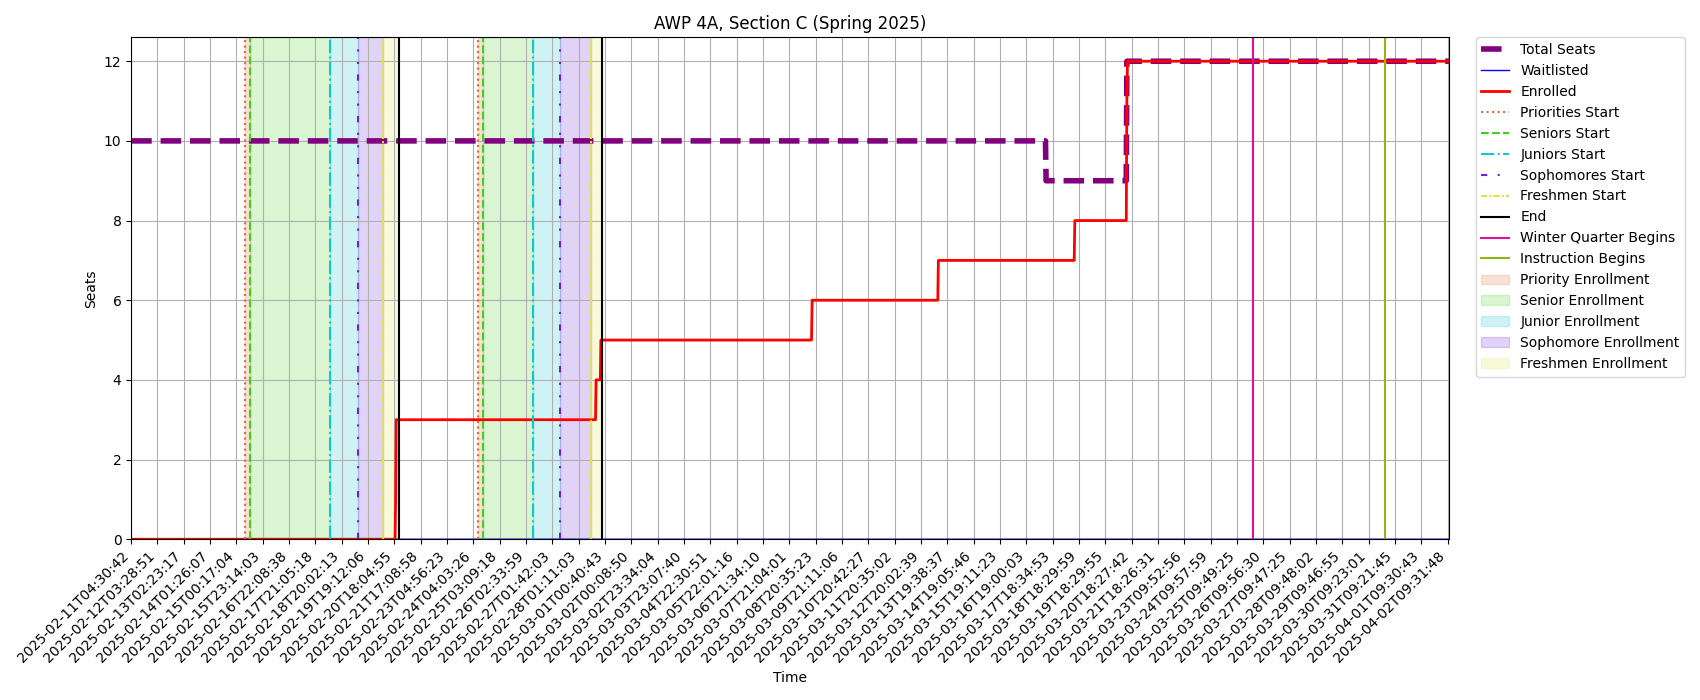 AWP 4A, Section C (Spring 2025)
12
10
8
6
4
2
0
Seats
2025-02-11T04:30:42
2025-02-12T03:28:51
2025-02-13T02:23:17
2025-02-14T01:26:07
2025-02-15T00:17:04
2025-02-15T23:14:03
2025-02-16T22:08:38
2025-02-17T21:05:18
2025-02-18T20:02:13
2025-02-19T19:12:06
2025-02-20T18:04:55
2025-02-21T17:08:58
2025-02-23T04:56:23
2025-02-24T04:03:26
2025-02-25T03:09:18
2025-02-26T02:33:59
2025-02-27T01:42:03
2025-02-28T01:11:03
2025-03-01T00:40:43
2025-03-02T00:08:50
2025-03-02T23:34:04
2025-03-03T23:07:40
2025-03-04T22:30:51
2025-03-05T22:01:16
2025-03-06T21:34:10
2025-03-07T21:04:01
2025-03-08T20:35:23
2025-03-09T21:11:06
2025-03-10T20:42:27
2025-03-11T20:35:02
2025-03-12T20:02:39
2025-03-13T19:38:37
2025-03-14T19:05:46
2025-03-15T19:11:23
2025-03-16T19:00:03
2025-03-17T18:34:53
2025-03-18T18:29:59
2025-03-19T18:29:55
2025-03-20T18:27:42
2025-03-21T18:26:31
2025-03-23T09:52:56
2025-03-24T09:57:59
2025-03-25T09:49:25
2025-03-26T09:56:30
2025-03-27T09:47:25
2025-03-28T09:48:02
2025-03-29T09:46:55
2025-03-30T09:23:01
2025-03-31T09:21:45
2025-04-01T09:30:43
2025-04-02T09:31:48
Time
Total Seats
Waitlisted
Enrolled
Priorities Start
Seniors Start
Juniors Start
Sophomores Start
Freshmen Start
End
Winter Quarter Begins
Instruction Begins
Priority Enrollment
Senior Enrollment
Junior Enrollment
Sophomore Enrollment
Freshmen Enrollment